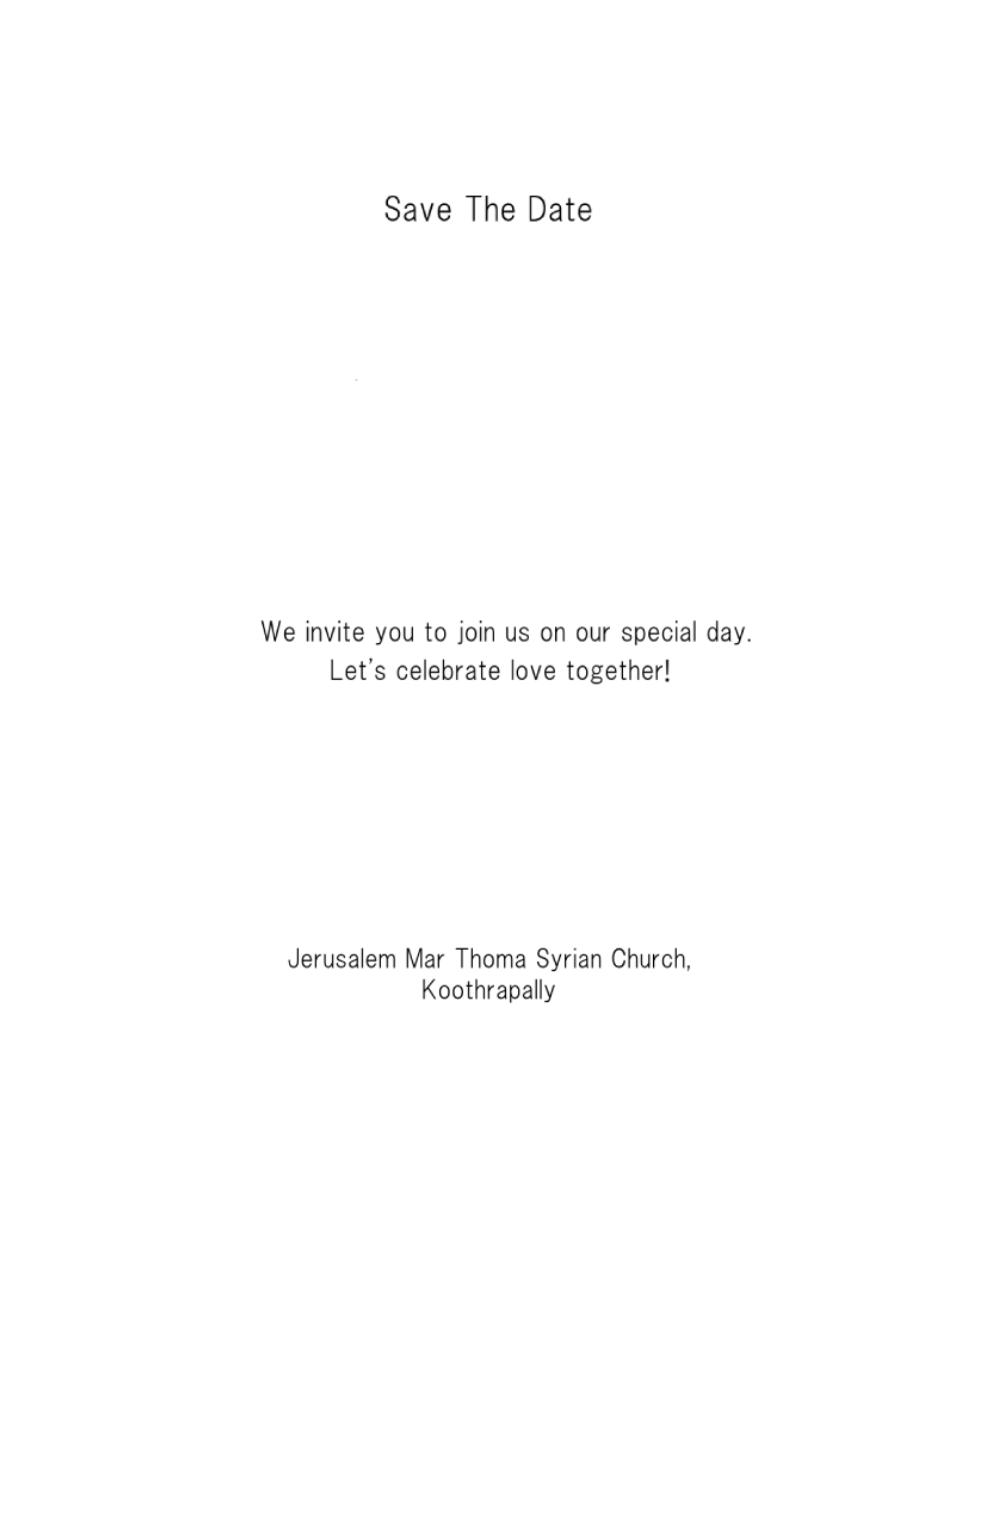 Save The Date
We invite you to join us on our special day.
Let's celebrate love together!
Jerusalem Mar Thoma Syrian Church,
Koothrapally